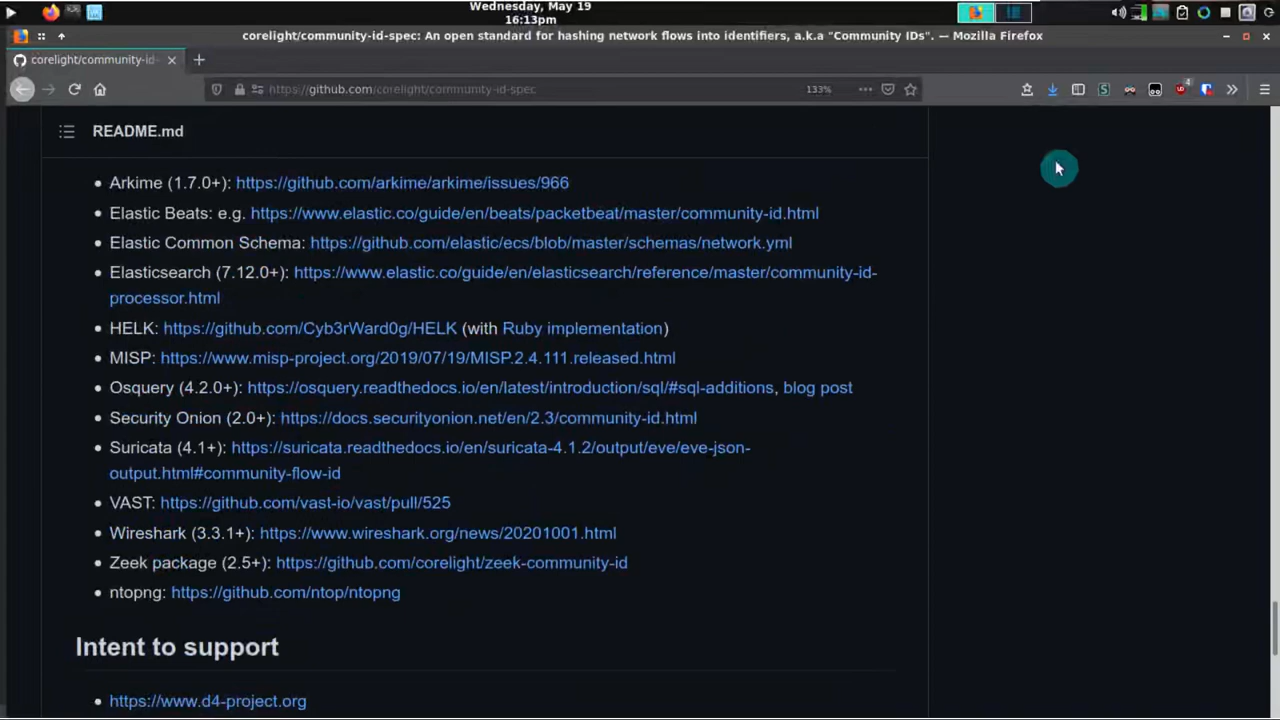 Wednesday, May 19
16:13pm
corelight/community-id-spec: An open standard for hashing network flows into identifiers, a.k.a "Community IDs". — Mozilla Firefox
corelight/community-id-
https://github.com/corelight/community-id-spec
133%
README.md
Arkime (1.7.0+): https://github.com/arkime/arkime/issues/966
Elastic Beats: e.g. https://www.elastic.co/guide/en/beats/packetbeat/master/community-id.html
Elastic Common Schema: https://github.com/elastic/ecs/blob/master/schemas/network.yml
Elasticsearch (7.12.0+): https://www.elastic.co/guide/en/elasticsearch/reference/master/community-id-
processor.html
HELK: https://github.com/Cyb3rWard0g/HELK (with Ruby implementation)
MISP: https://www.misp-project.org/2019/07/19/MISP.2.4.111.released.html
Osquery (4.2.0+): https://osquery.readthedocs.io/en/latest/introduction/sql/#sql-additions, blog post
Security Onion (2.0+): https://docs.securityonion.net/en/2.3/community-id.html
Suricata (4.1+): https://suricata.readthedocs.io/en/suricata-4.1.2/output/eve/eve-json-
output.html#community-flow-id
VAST: https://github.com/vast-io/vast/pull/525
Wireshark (3.3.1+): https://www.wireshark.org/news/20201001.html
Zeek package (2.5+): https://github.com/corelight/zeek-community-id
ntopng: https://github.com/ntop/ntopng
Intent to support
https://www.d4-project.org